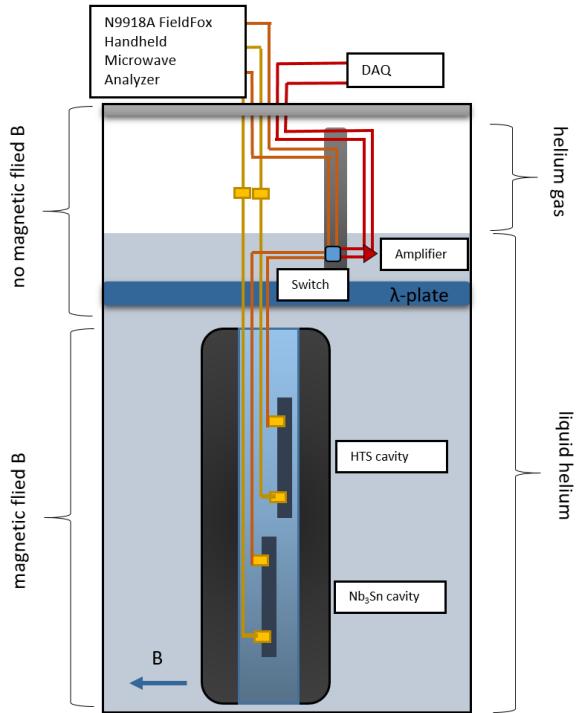 N9918A FieldFox
Handheld
Microwave
Analyzer
DAQ
no magnetic flied B
helium gas
Amplifier
Switch
λ-plate
HTS cavity
liquid helium
magnetic flied B
Nb₃Sn cavity
B